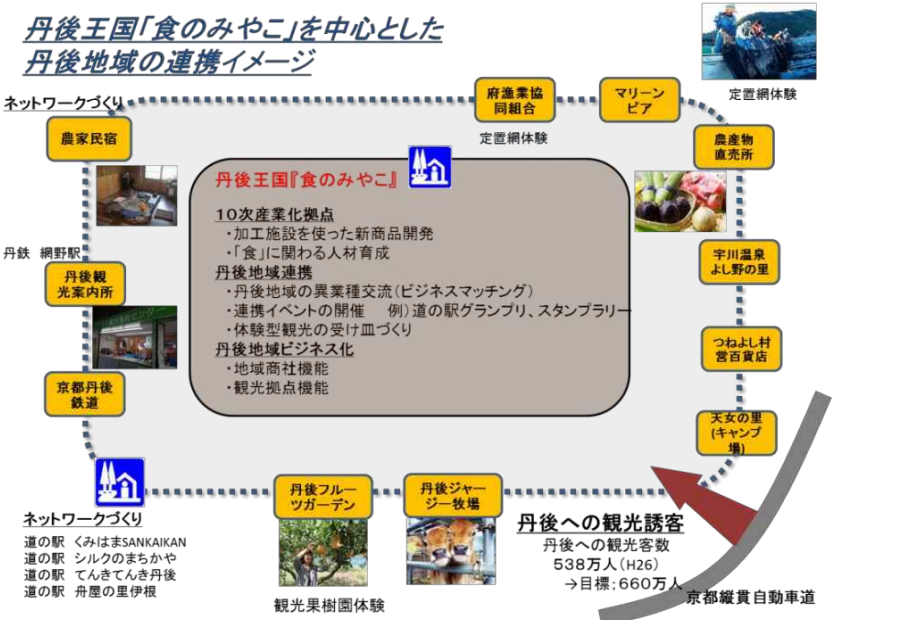 丹後王国「食のみやこ」を中心とした
丹後地域の連携イメージ
ネットワークづくり
農家民宿
府漁業協
同組合
定置網体験
マリーン
ピア
定置網体験
農産物
直売所
丹後王国『食のみやこ』
10次産業化拠点
・加工施設を使った新商品開発
・「食」に関わる人材育成
丹後地域連携
・丹後地域の異業種交流(ビジネスマッチング)
・連携イベントの開催　例)道の駅グランプリ、スタンプラリー
・体験型観光の受け皿づくり
丹後地域ビジネス化
・地域商社機能
・観光拠点機能
丹鉄　網野駅
丹後観
光案内所
京都丹後
鉄道
宇川温泉
よし野の里
つねよし村
営百貨店
天女の里
(キャンプ
場)
ネットワークづくり
道の駅　くみはまSANKAIKAN
道の駅　シルクのまちかや
道の駅　てんきてんき丹後
道の駅　舟屋の里伊根
丹後フルー
ツガーデン
観光果樹園体験
丹後ジャー
ジー牧場
丹後への観光誘客
丹後への観光客数
538万人(H26)
→目標;660万人
京都縦貫自動車道